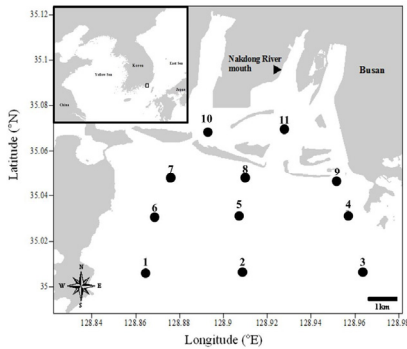 35.12
35.1
35.08
35.06
35.04
35.02
35
Latitude (°N)
Yellow Sea
Korea
East Sea
China
Japan
Nakdong River
mouth
Busan
10
11
7
8
9
6
5
4
1
2
3
N
W
E
S
1km
128.84
128.86
128.88
128.9
128.92
128.94
128.96
128.98
Longitude (°E)